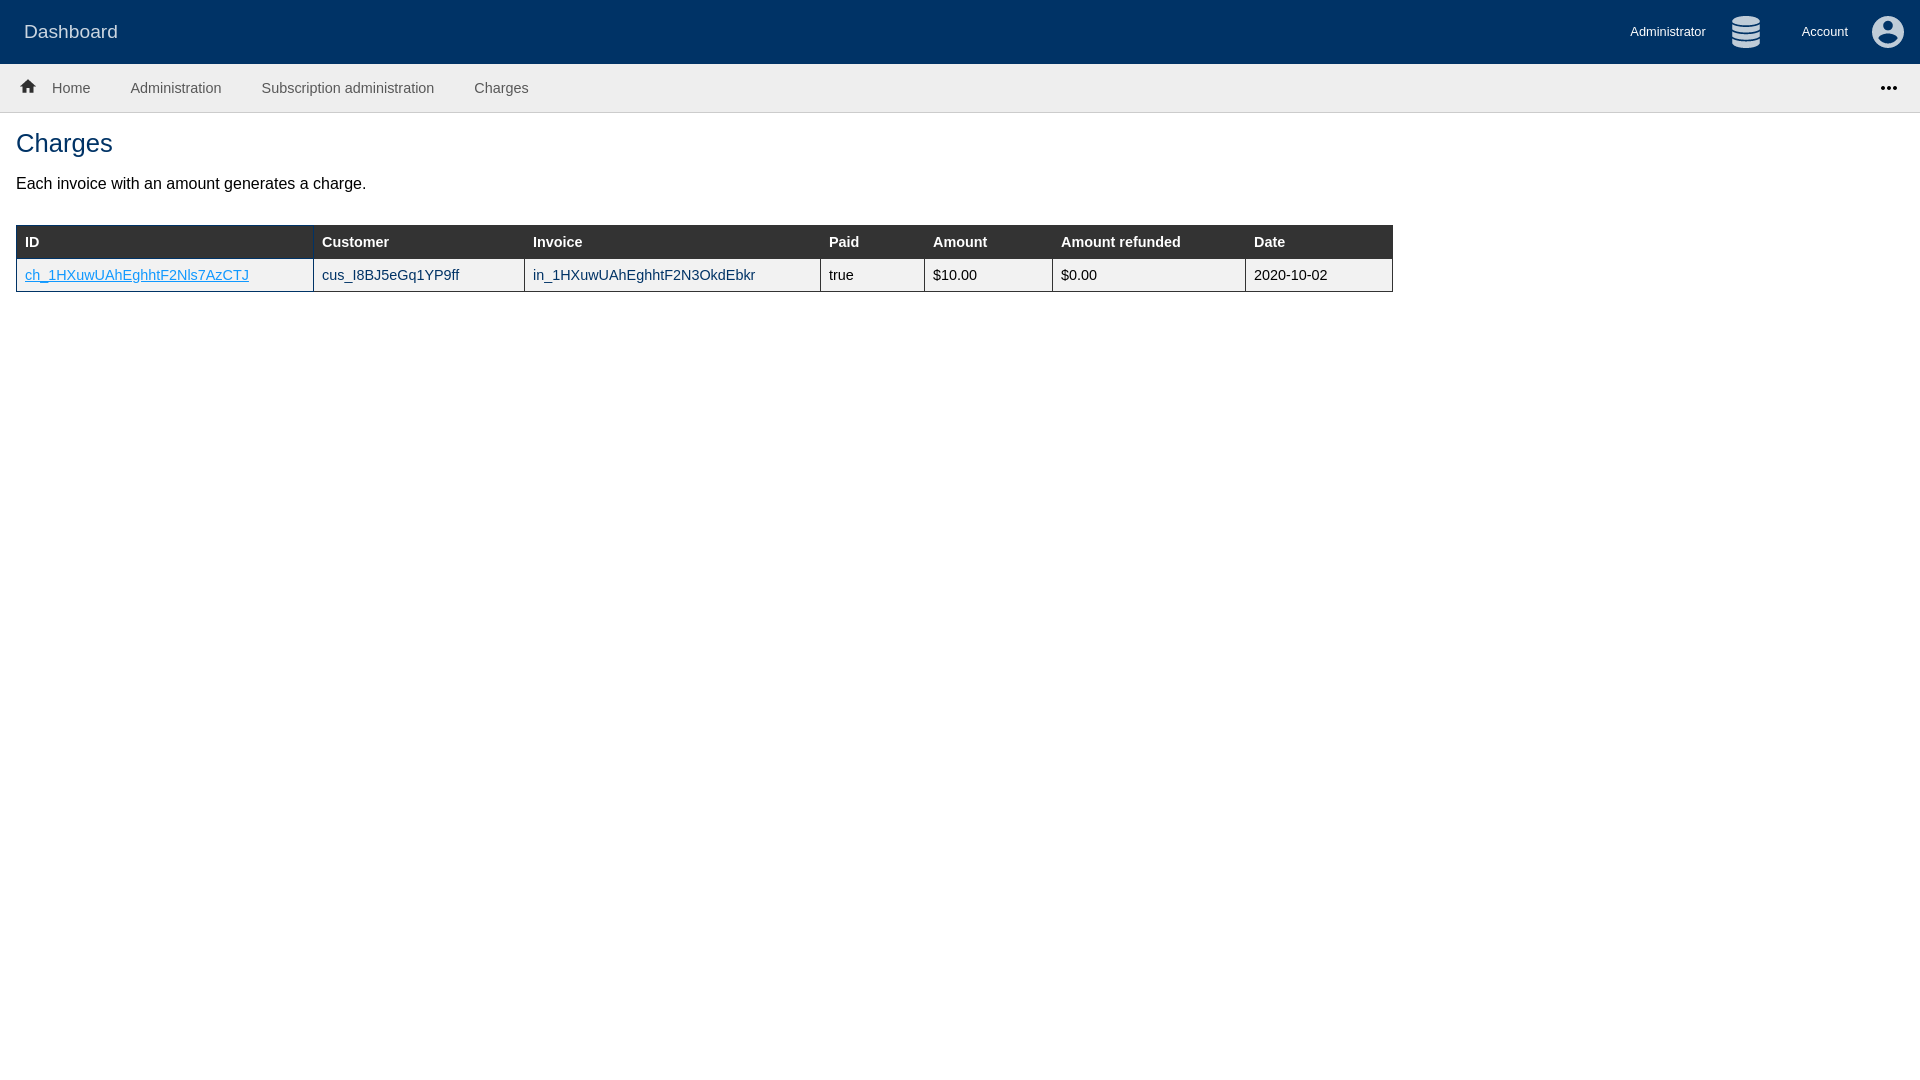 Dashboard
Administrator
Account
Home
Administration
Subscription administration
Charges
Charges
Each invoice with an amount generates a charge.
ID Customer Invoice Paid Amount Amount refunded Date
ch_1HXuwUAhEghhtF2Nls7AzCTJ cus_I8BJ5eGq1YP9ff in_1HXuwUAhEghhtF2N3OkdEbkr true $10.00 $0.00 2020-10-02